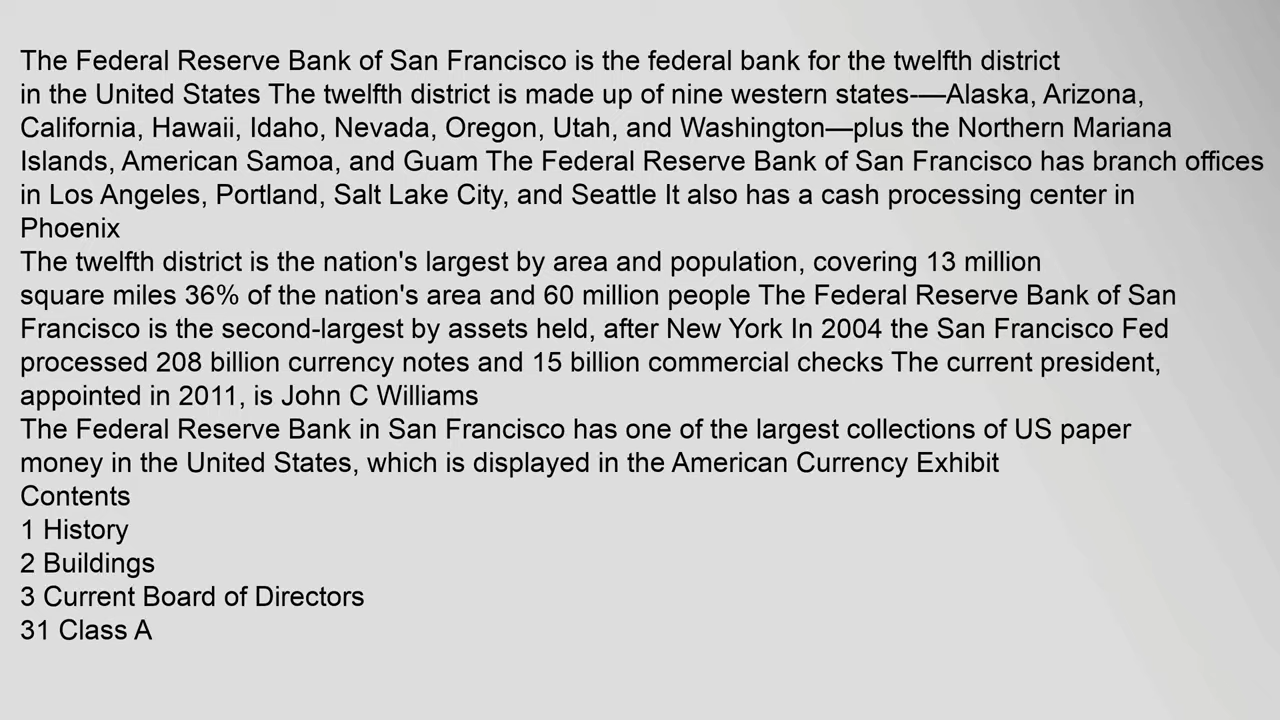 The Federal Reserve Bank of San Francisco is the federal bank for the twelfth district
in the United States The twelfth district is made up of nine western states-—Alaska, Arizona,
California, Hawaii, Idaho, Nevada, Oregon, Utah, and Washington—plus the Northern Mariana
Islands, American Samoa, and Guam The Federal Reserve Bank of San Francisco has branch offices
in Los Angeles, Portland, Salt Lake City, and Seattle It also has a cash processing center in
Phoenix
The twelfth district is the nation's largest by area and population, covering 13 million
square miles 36% of the nation's area and 60 million people The Federal Reserve Bank of San
Francisco is the second-largest by assets held, after New York In 2004 the San Francisco Fed
processed 208 billion currency notes and 15 billion commercial checks The current president,
appointed in 2011, is John C Williams
The Federal Reserve Bank in San Francisco has one of the largest collections of US paper
money in the United States, which is displayed in the American Currency Exhibit
Contents
1 History
2 Buildings
3 Current Board of Directors
31 Class A